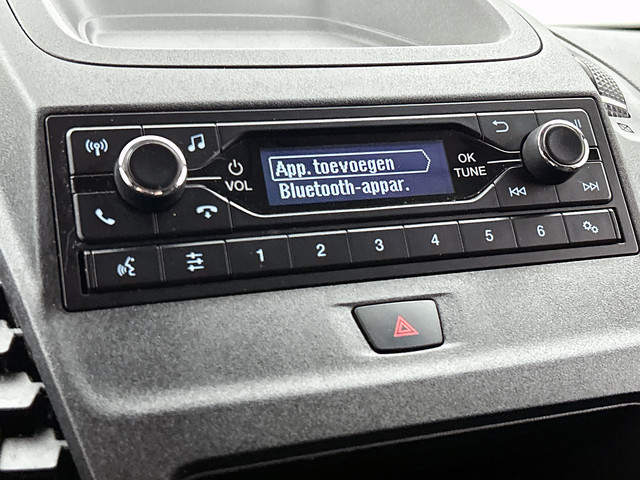 App. toevoegen
Bluetooth-appar.
VOL
OK
TUNE
1 2 3 4 5 6